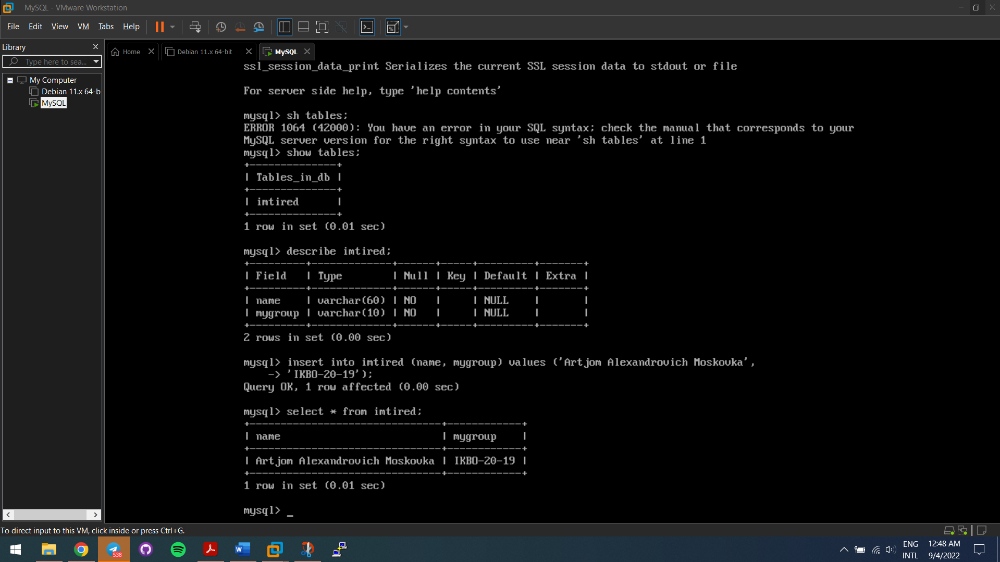 MySQL - VMware Workstation
File Edit View VM Tabs Help
Library
Type here to sea...
My Computer
Debian 11.x 64-b
MySQL
Home
Debian 11.x 64-bit
MySQL
ssl_session_data_print Serializes the current SSL session data to stdout or file
For server side help, type 'help contents'
mysql> sh tables;
ERROR 1064 (42000): You have an error in your SQL syntax; check the manual that corresponds to your
MySQL server version for the right syntax to use near 'sh tables' at line 1
mysql> show tables;
+--------------+
| Tables_in_db |
+--------------+
| imtired      |
+--------------+
1 row in set (0.01 sec)
mysql> describe imtired;
+---------+-------------+------+-----+---------+-------+
| Field   | Type        | Null | Key | Default | Extra |
+---------+-------------+------+-----+---------+-------+
| name    | varchar(60) | NO   |     | NULL    |       |
| mygroup | varchar(10) | NO   |     | NULL    |       |
+---------+-------------+------+-----+---------+-------+
2 rows in set (0.00 sec)
mysql> insert into imtired (name, mygroup) values ('Artjom Alexandrovich Moskovka',
    -> 'IKBO-20-19');
Query OK, 1 row affected (0.00 sec)
mysql> select * from imtired;
+-------------------------------+------------+
| name                          | mygroup    |
+-------------------------------+------------+
| Artjom Alexandrovich Moskovka | IKBO-20-19 |
+-------------------------------+------------+
1 row in set (0.01 sec)
mysql> _
To direct input to this VM, click inside or press Ctrl+G.
538
ENG
INTL
12:48 AM
9/4/2022